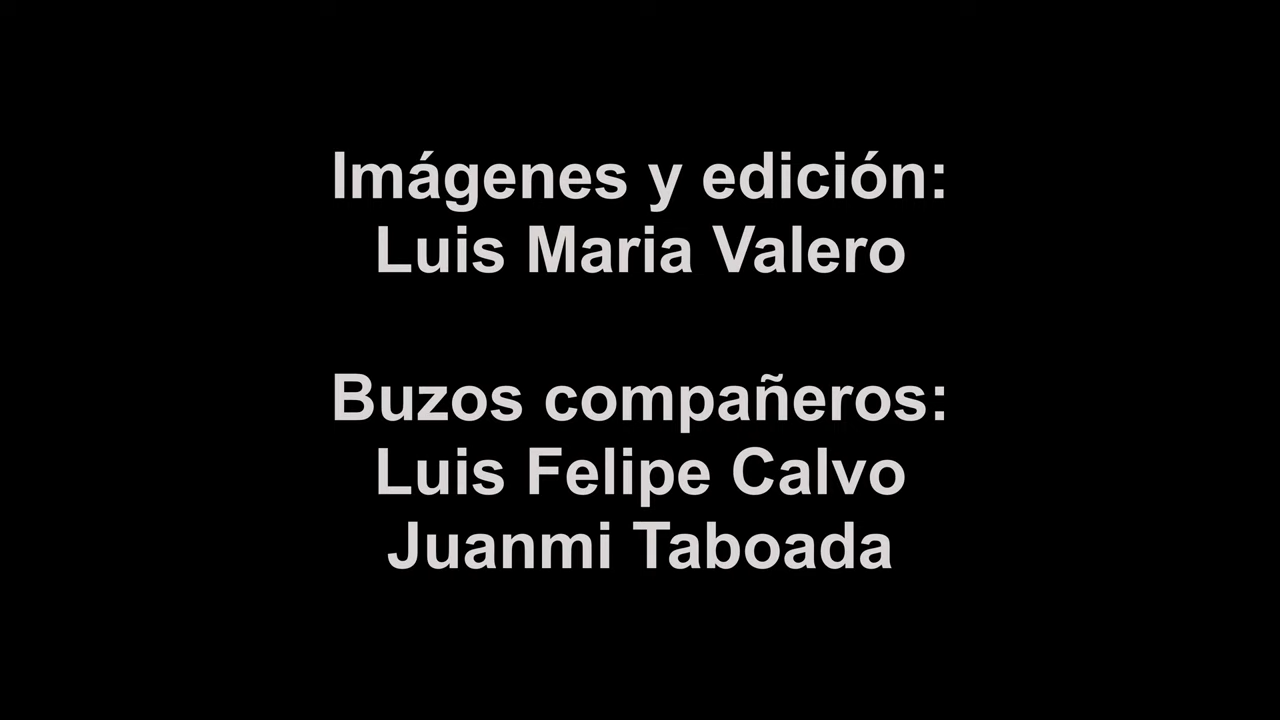 Imágenes y edición:
Luis Maria Valero
Buzos compañeros:
Luis Felipe Calvo
Juanmi Taboada